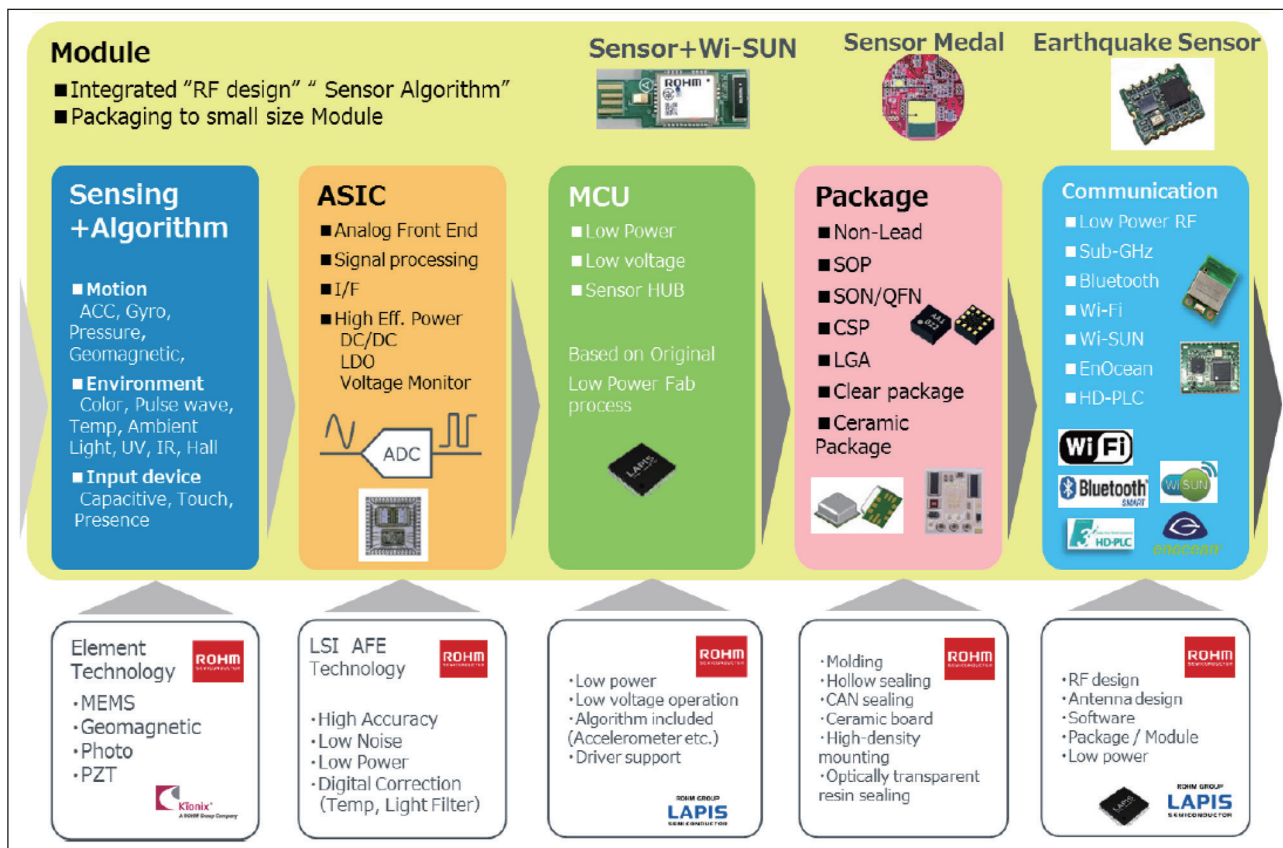 Module
■Integrated "RF design" " Sensor Algorithm"
■Packaging to small size Module
Sensor+Wi-SUN
Sensor Medal
Earthquake Sensor
ROHM
Sensing
+Algorithm
■Motion
ACC, Gyro,
Pressure,
Geomagnetic,
■Environment
Color, Pulse wave,
Temp, Ambient
Light, UV, IR, Hall
■Input device
Capacitive, Touch,
Presence
ASIC
■Analog Front End
■Signal processing
■I/F
■High Eff. Power
DC/DC
LDO
Voltage Monitor
ADC
MCU
■Low Power
■Low voltage
■Sensor HUB
Based on Original
Low Power Fab
process
LAPIS
Package
■Non-Lead
■SOP
■SON/QFN
■CSP
■LGA
■Clear package
■Ceramic
Package
Communication
■Low Power RF
■Sub-GHz
■Bluetooth
■Wi-Fi
■Wi-SUN
■EnOcean
■HD-PLC
Wi Fi
Bluetooth
SMART
Wi SUN
HD-PLC
enocean
Element
Technology
ROHM
SEMICONDUCTOR
・MEMS
・Geomagnetic
・Photo
・PZT
Kionix
A ROHM Group Company
LSI AFE
Technology
ROHM
SEMICONDUCTOR
・High Accuracy
・Low Noise
・Low Power
・Digital Correction
(Temp, Light Filter)
ROHM
SEMICONDUCTOR
・Low power
・Low voltage operation
・Algorithm included
(Accelerometer etc.)
・Driver support
ROHM GROUP
LAPIS
SEMICONDUCTOR
ROHM
SEMICONDUCTOR
・Molding
・Hollow sealing
・CAN sealing
・Ceramic board
・High-density
mounting
・Optically transparent
resin sealing
ROHM
SEMICONDUCTOR
・RF design
・Antenna design
・Software
・Package / Module
・Low power
ROHM GROUP
LAPIS
SEMICONDUCTOR